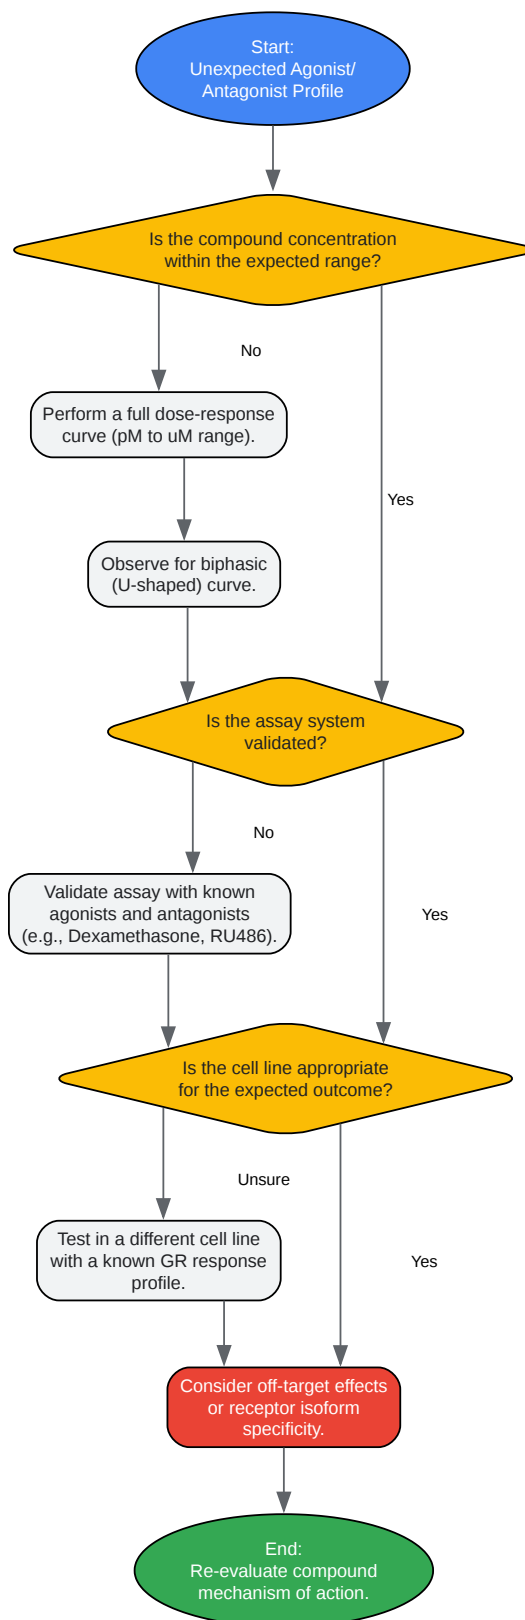 Start:
Unexpected Agonist/
Antagonist Profile
Is the compound concentration
within the expected range?
No
Perform a full dose-response
curve (pM to uM range).
Yes
Observe for biphasic
(U-shaped) curve.
Is the assay system
validated?
No
Validate assay with known
agonists and antagonists
(e.g., Dexamethasone, RU486).
Yes
Is the cell line appropriate
for the expected outcome?
Unsure
Test in a different cell line
with a known GR response
profile.
Yes
Consider off-target effects
or receptor isoform
specificity.
End:
Re-evaluate compound
mechanism of action.